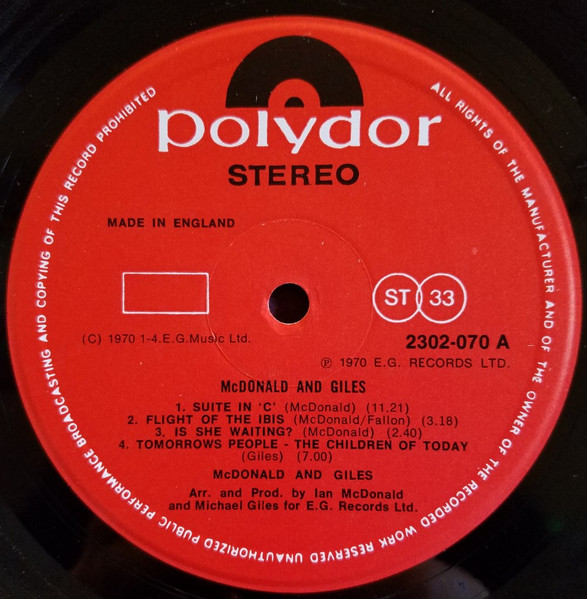 polydor
STEREO
MADE IN ENGLAND
ST 33
(C) 1970 1-4.E.G.Music Ltd.
2302-070 A
℗ 1970 E.G. RECORDS LTD.
McDONALD AND GILES
1. SUITE IN 'C' (McDonald) (11.21)
2. FLIGHT OF THE IBIS (McDonald/Fallon) (3.18)
3. IS SHE WAITING? (McDonald) (2.40)
4. TOMORROWS PEOPLE - THE CHILDREN OF TODAY
(Giles) (7.00)
McDONALD AND GILES
Arr. and Prod. by Ian McDonald
and Michael Giles for E.G. Records Ltd.
ALL RIGHTS OF THE MANUFACTURER AND OF THE OWNER OF THE RECORDED WORK RESERVED UNAUTHORIZED PUBLIC PERFORMANCE BROADCASTING AND COPYING OF THIS RECORD PROHIBITED